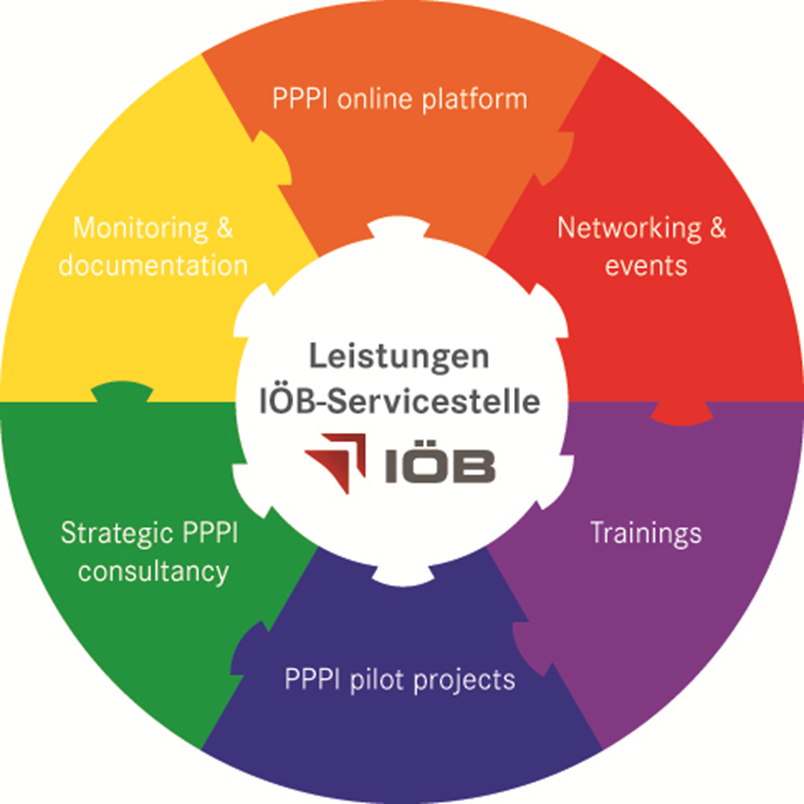 PPPI online platform
Networking &
events
Trainings
PPPI pilot projects
Strategic PPPI
consultancy
Monitoring &
documentation
Leistungen
IÖB-Servicestelle
IÖB